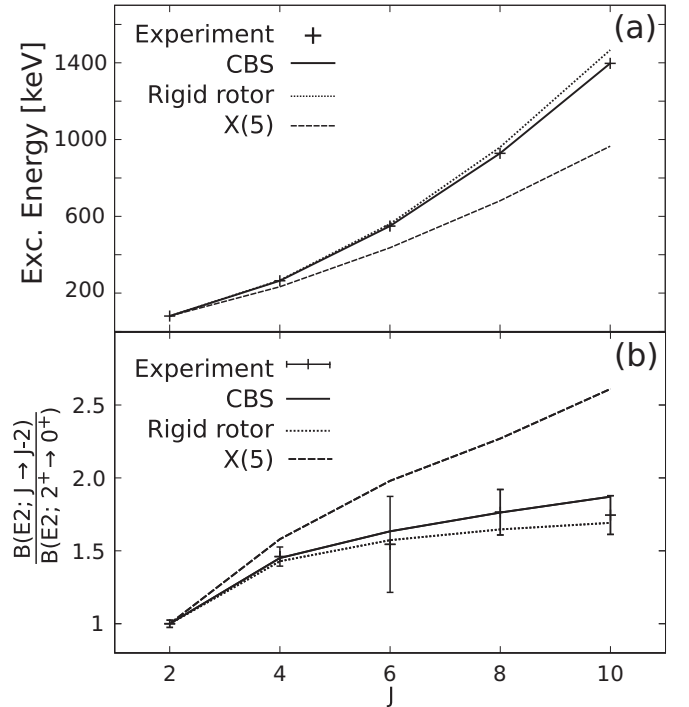 (a)
Experiment
CBS
Rigid rotor
X(5)
Exc. Energy [keV]
1400
1000
600
200
(b)
Experiment
CBS
Rigid rotor
X(5)
B(E2; J → J-2)
B(E2; 2⁺ → 0⁺)
2.5
2
1.5
1
2 4 6 8 10
J